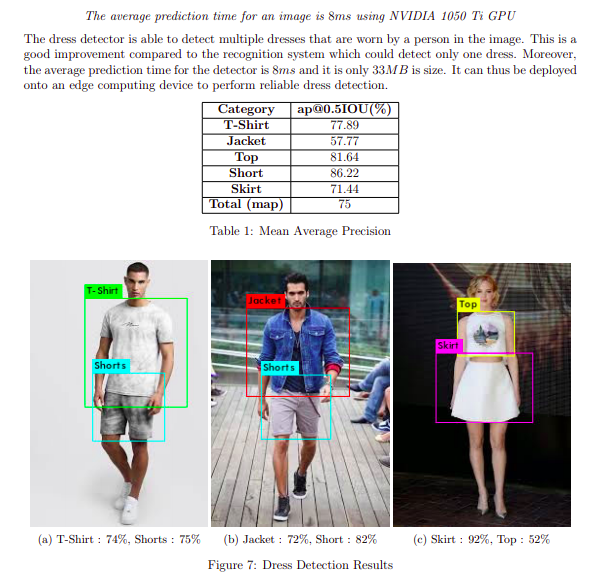 The average prediction time for an image is 8ms using NVIDIA 1050 Ti GPU
The dress detector is able to detect multiple dresses that are worn by a person in the image. This is a
good improvement compared to the recognition system which could detect only one dress. Moreover,
the average prediction time for the detector is 8ms and it is only 33MB is size. It can thus be deployed
onto an edge computing device to perform reliable dress detection.
Category ap@0.5IOU(%)
T-Shirt 77.89
Jacket 57.77
Top 81.64
Short 86.22
Skirt 71.44
Total (map) 75
Table 1: Mean Average Precision
T-Shirt
Shorts
Jacket
Shorts
Top
Skirt
(a) T-Shirt : 74%, Shorts : 75%
(b) Jacket : 72%, Short : 82%
(c) Skirt : 92%, Top : 52%
Figure 7: Dress Detection Results